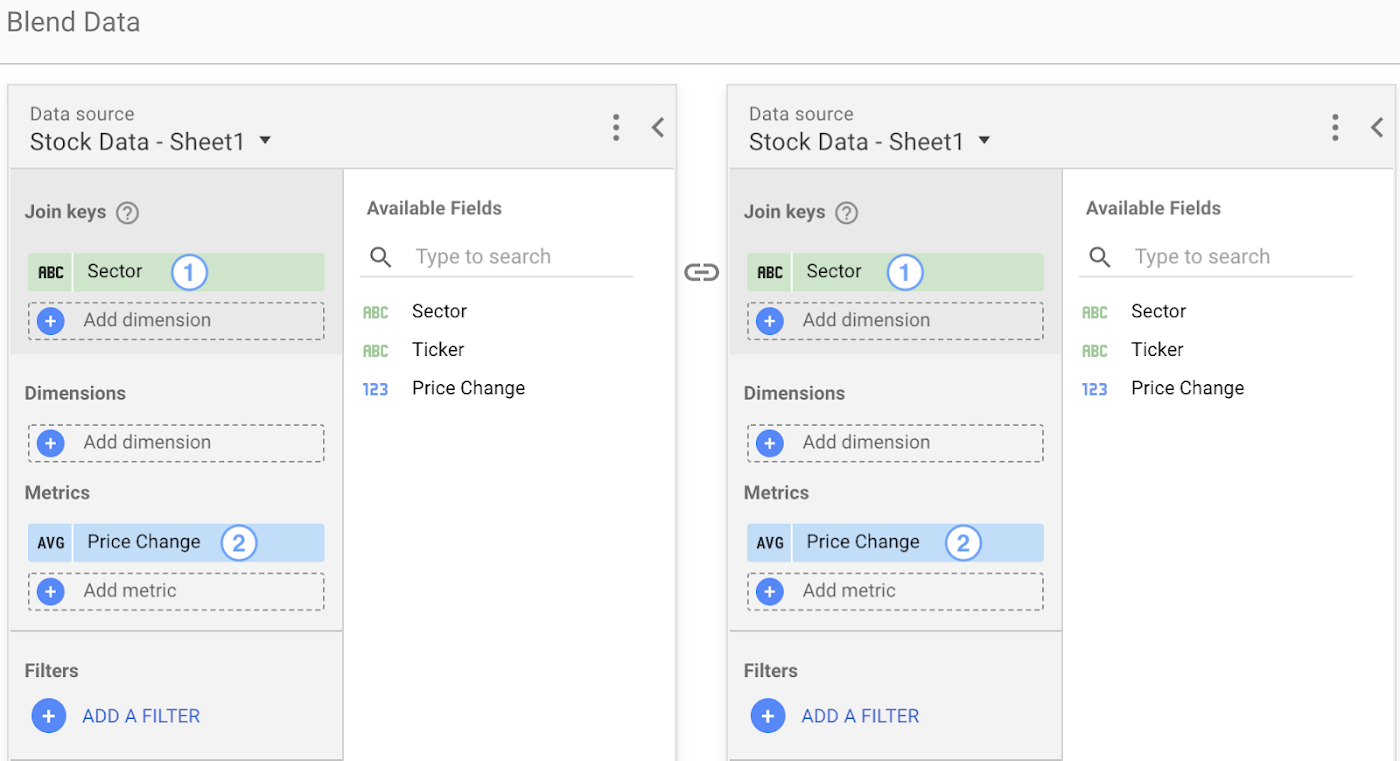 Blend Data
Data source
Stock Data - Sheet1
Join keys ?
ABC Sector 1
+ Add dimension
Dimensions
+ Add dimension
Metrics
AVG Price Change 2
+ Add metric
Filters
+ ADD A FILTER
Available Fields
Type to search
ABC Sector
ABC Ticker
123 Price Change
Data source
Stock Data - Sheet1
Join keys ?
ABC Sector 1
+ Add dimension
Dimensions
+ Add dimension
Metrics
AVG Price Change 2
+ Add metric
Filters
+ ADD A FILTER
Available Fields
Type to search
ABC Sector
ABC Ticker
123 Price Change